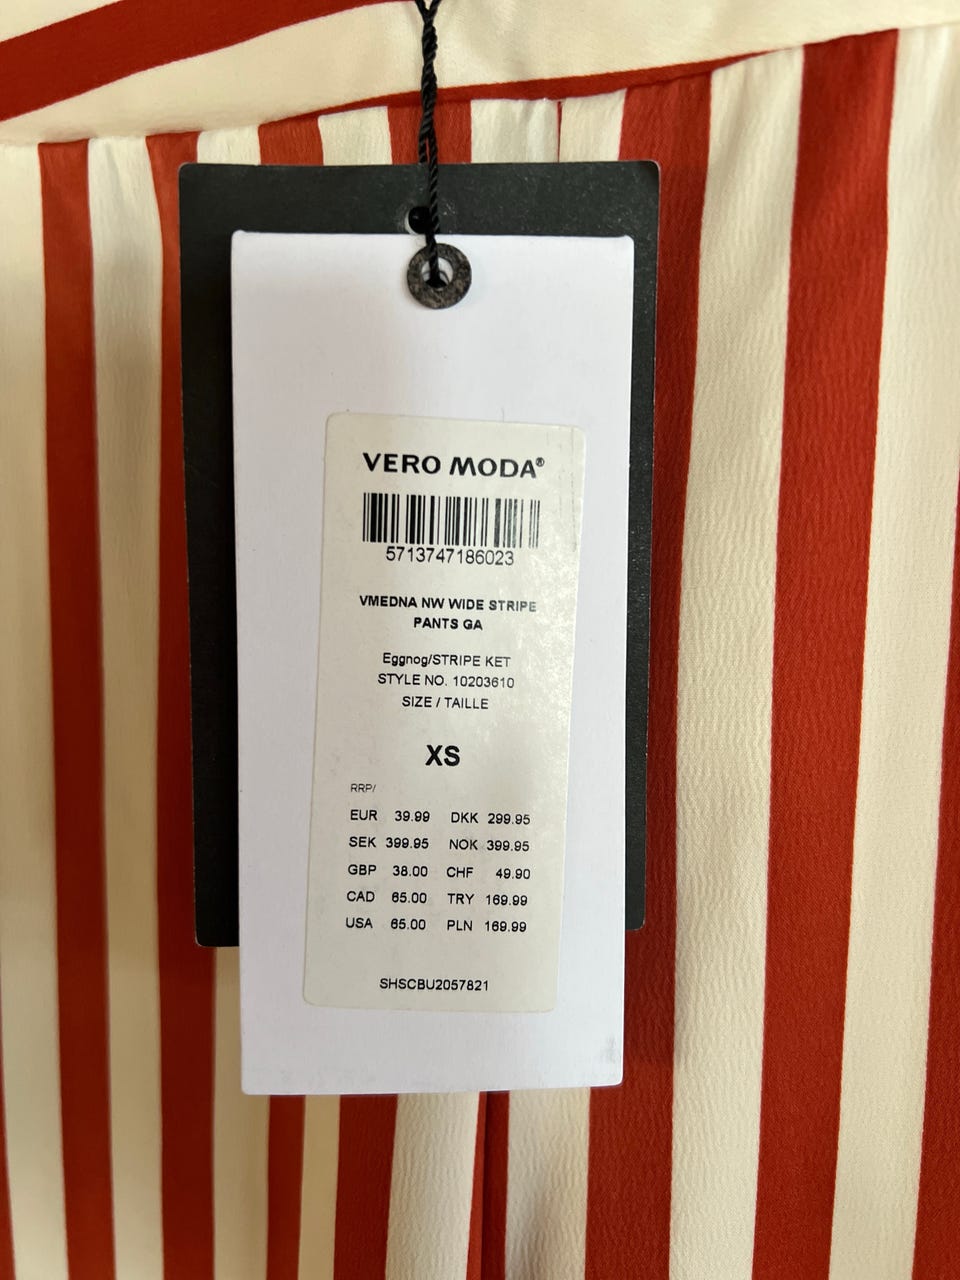 VERO MODA®
5713747186023
VMEDNA NW WIDE STRIPE
PANTS GA
Eggnog/STRIPE KET
STYLE NO. 10203610
SIZE / TAILLE
XS
RRP/
EUR 39.99 DKK 299.95
SEK 399.95 NOK 399.95
GBP 38.00 CHF 49.90
CAD 65.00 TRY 169.99
USA 65.00 PLN 169.99
SHSCBU2057821